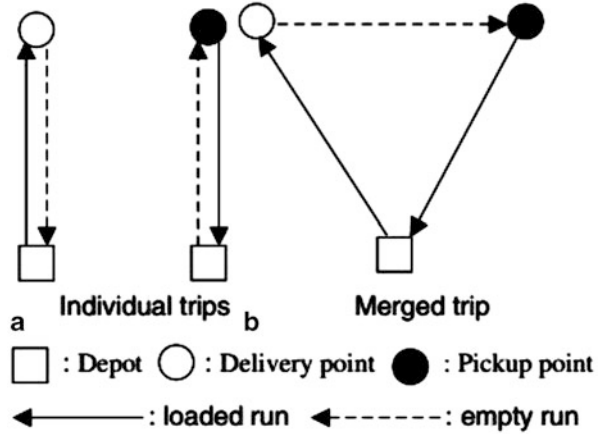 a Individual trips b Merged trip
: Depot : Delivery point : Pickup point
: loaded run : empty run